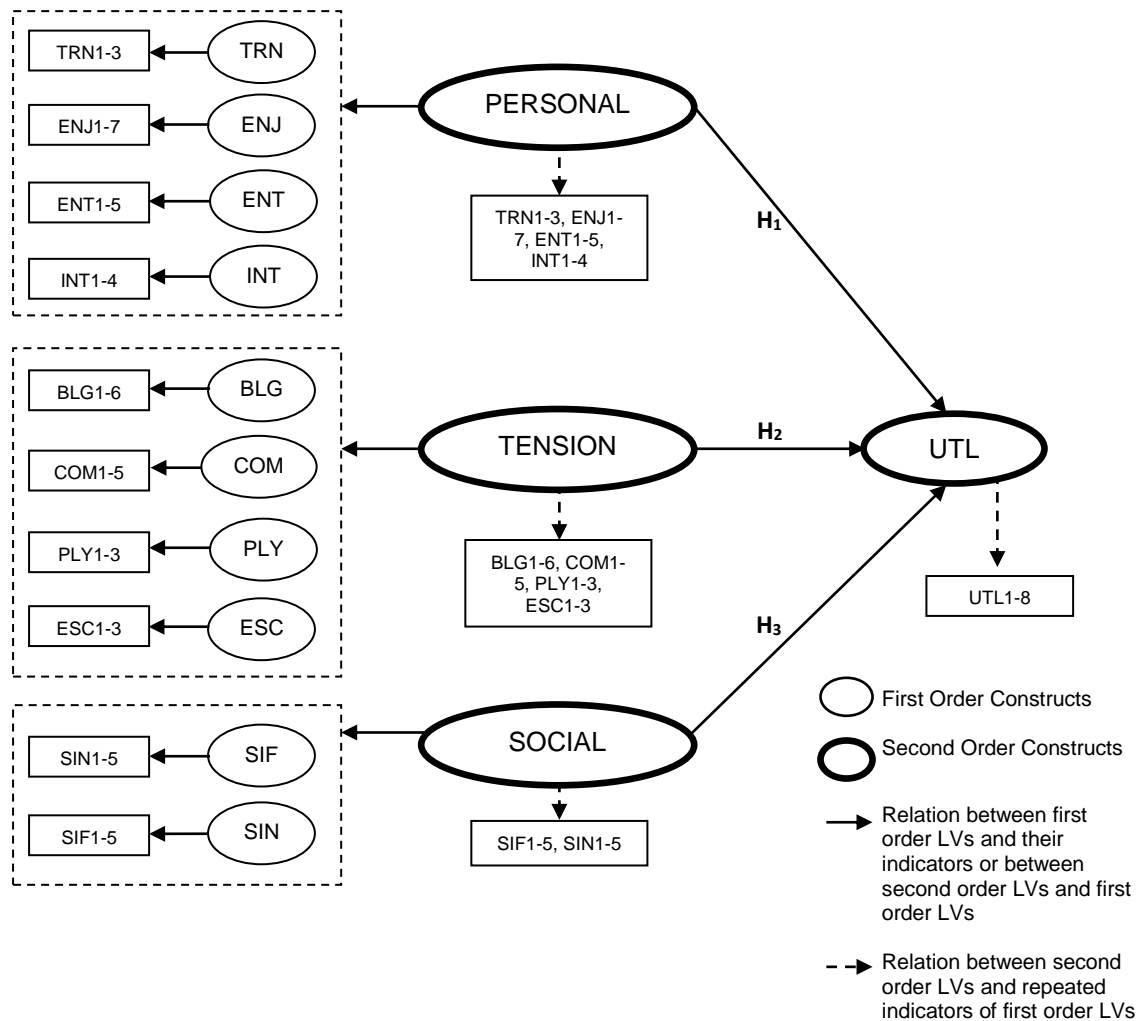 TRN1-3
TRN
ENJ1-7
ENJ
ENT1-5
ENT
INT1-4
INT
PERSONAL
TRN1-3, ENJ1-
7, ENT1-5,
INT1-4
H₁
BLG1-6
BLG
COM1-5
COM
PLY1-3
PLY
ESC1-3
ESC
TENSION
BLG1-6, COM1-
5, PLY1-3,
ESC1-3
H₂
UTL
UTL1-8
SIN1-5
SIF
SIF1-5
SIN
SOCIAL
SIF1-5, SIN1-5
H₃
First Order Constructs
Second Order Constructs
Relation between first
order LVs and their
indicators or between
second order LVs and first
order LVs
Relation between second
order LVs and repeated
indicators of first order LVs